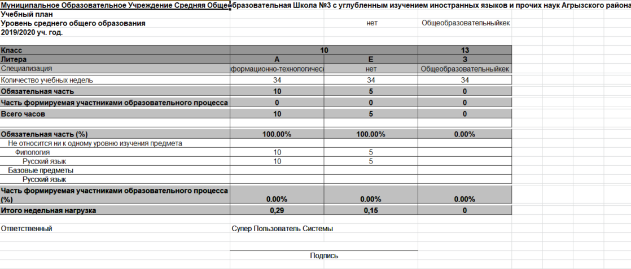 Муниципальное Образовательное Учреждение Средняя Общеобразовательная Школа №3 с углубленным изучением иностранных языков и прочих наук Агрызского района
Учебный план
Уровень среднего общего образования нет Общеобразовательныйкек
2019/2020 уч. год.
Класс 10 13
Литера А Е З
Специализация формационно-технологичес нет Общеобразовательныйкек
Количество учебных недель 34 34 34
Обязательная часть 10 5 0
Часть формируемая участниками образовательного процесса 0 0 0
Всего часов 10 5 0
Обязательная часть (%) 100.00% 100.00% 0.00%
Не относится ни к одному уровню изучения предмета
Филология 10 5
Русский язык 10 5
Базовые предметы
Русский язык
Часть формируемая участниками образовательного процесса
(%) 0.00% 0.00% 0.00%
Итого недельная нагрузка 0,29 0,15 0
Ответственный Супер Пользователь Системы
Подпись